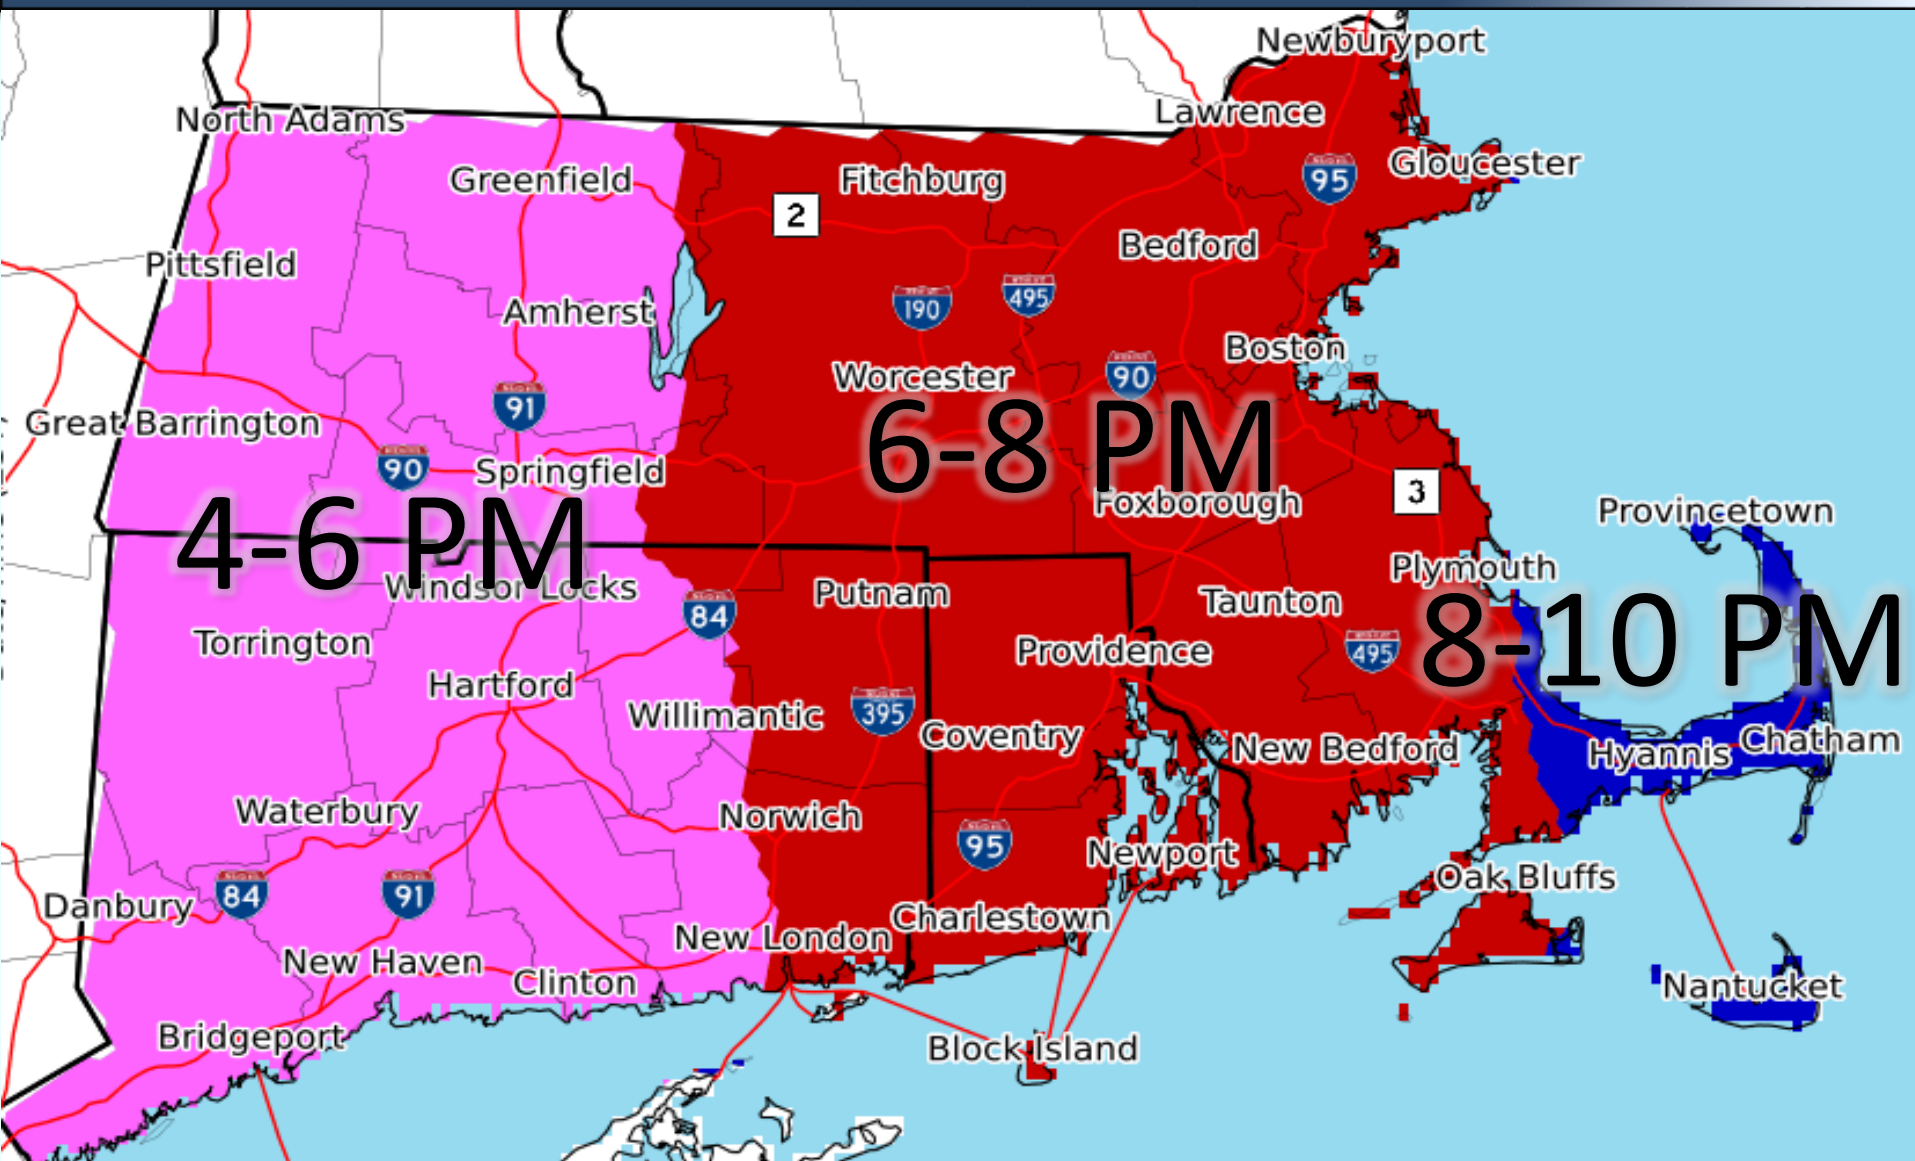 Newburyport
North Adams
Lawrence
Greenfield
Fitchburg
95
Gloucester
2
Bedford
Pittsfield
Amherst
190
495
Boston
Worcester
90
91
Great Barrington
6-8 PM
90
Springfield
3
Foxborough
Provincetown
4-6 PM
Plymouth
Windsor Locks
Putnam
Taunton
84
8-10 PM
Torrington
Providence
495
Hartford
Willimantic
395
Coventry
New Bedford
Hyannis
Chatham
Waterbury
Norwich
95
Newport
Oak Bluffs
84
91
Danbury
Charlestown
New London
New Haven
Clinton
Nantucket
Bridgeport
Block Island